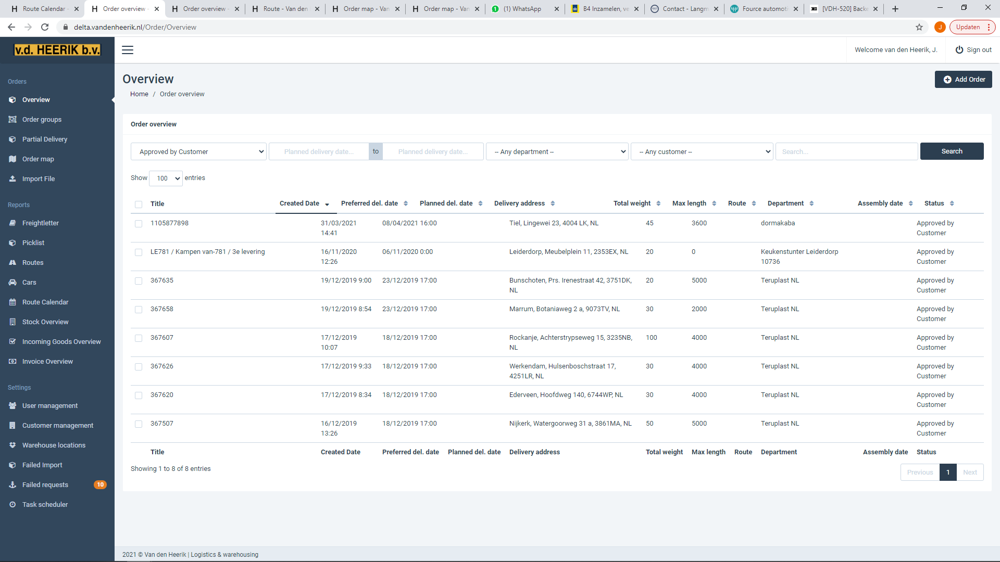 Route Calendar -
Order overview -
Order overview -
Route - Van den
Order map - Van
Order map - Van
(1) WhatsApp
B4 Inzamelen, ve
Contact - Langm
Fource automoti
[VDH-520] Backe
delta.vandenheerik.nl/Order/Overview
J
Updaten
v.d. HEERIK b.v.
Welcome van den Heerik, J.
Sign out
Orders
Overview
Order groups
Partial Delivery
Order map
Import File
Reports
Freightletter
Picklist
Routes
Cars
Route Calendar
Stock Overview
Incoming Goods Overview
Invoice Overview
Settings
User management
Customer management
Warehouse locations
Failed Import
Failed requests 10
Task scheduler
Overview
Add Order
Home / Order overview
Order overview
Approved by Customer Planned delivery date... to Planned delivery date... -- Any department -- -- Any customer -- Search... Search
Show 100 entries
Title Created Date Preferred del. date Planned del. date Delivery address Total weight Max length Route Department Assembly date Status
1105877898 31/03/2021 08/04/2021 16:00 Tiel, Lingewei 23, 4004 LK, NL 45 3600 dormakaba Approved by
14:41 Customer
LE781 / Kampen van-781 / 3e levering 16/11/2020 06/11/2020 0:00 Leiderdorp, Meubelplein 11, 2353EX, NL 20 0 Keukenstunter Leiderdorp Approved by
12:26 10736 Customer
367635 19/12/2019 9:00 23/12/2019 17:00 Bunschoten, Prs. Irenestraat 42, 3751DK, 20 5000 Teruplast NL Approved by
NL Customer
367658 19/12/2019 8:54 23/12/2019 17:00 Marrum, Botaniaweg 2 a, 9073TV, NL 30 2000 Teruplast NL Approved by
Customer
367607 17/12/2019 18/12/2019 17:00 Rockanje, Achterstrypseweg 15, 3235NB, 100 4000 Teruplast NL Approved by
10:07 NL Customer
367626 17/12/2019 9:33 18/12/2019 17:00 Werkendam, Hulsenboschstraat 17, 30 4000 Teruplast NL Approved by
4251LR, NL Customer
367620 17/12/2019 8:34 18/12/2019 17:00 Ederveen, Hoofdweg 140, 6744WP, NL 30 4000 Teruplast NL Approved by
Customer
367507 16/12/2019 18/12/2019 17:00 Nijkerk, Watergoorweg 31 a, 3861MA, NL 50 5000 Teruplast NL Approved by
13:26 Customer
Title Created Date Preferred del. date Planned del. date Delivery address Total weight Max length Route Department Assembly date Status
Showing 1 to 8 of 8 entries
Previous 1 Next
2021 © Van den Heerik | Logistics & warehousing